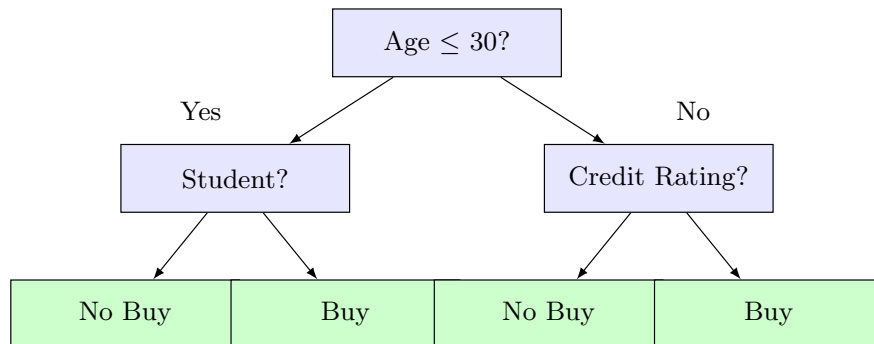 Age ≤ 30?
Yes
No
Student?
Credit Rating?
No Buy
Buy
No Buy
Buy